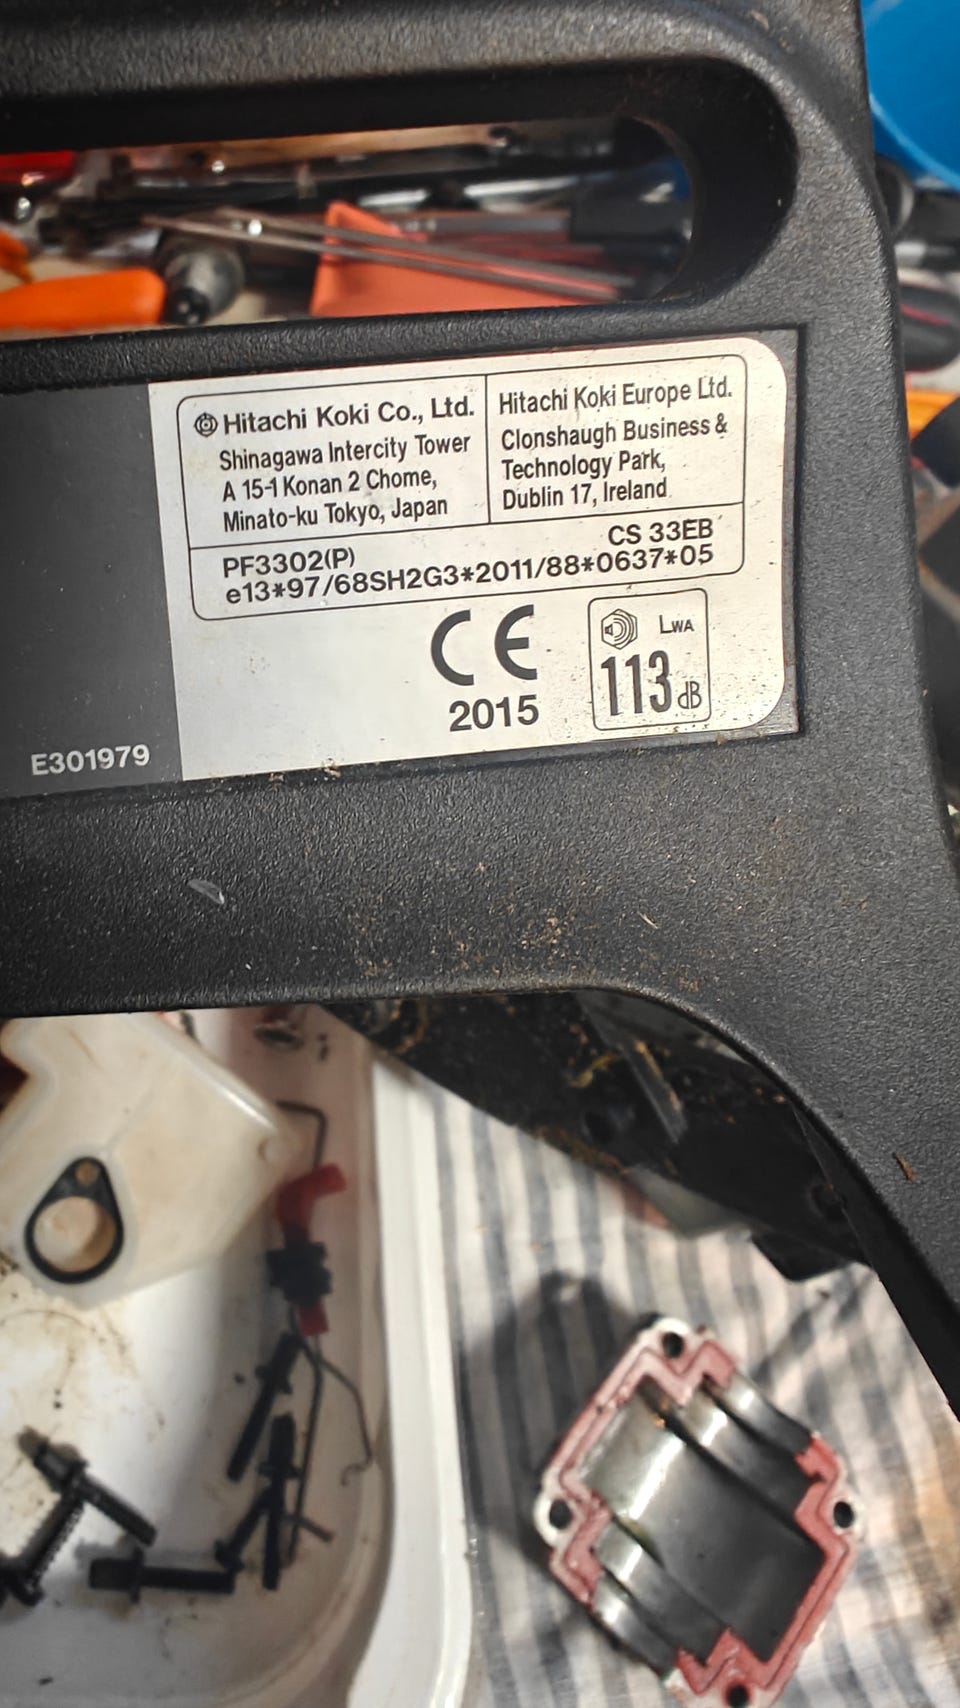 Hitachi Koki Co., Ltd.
Shinagawa Intercity Tower
A 15-1 Konan 2 Chome,
Minato-ku Tokyo, Japan
Hitachi Koki Europe Ltd.
Clonshaugh Business &
Technology Park,
Dublin 17, Ireland
PF3302(P)
CS 33EB
e13*97/68SH2G3*2011/88*0637*05
CE
2015
LWA
113 dB
E301979